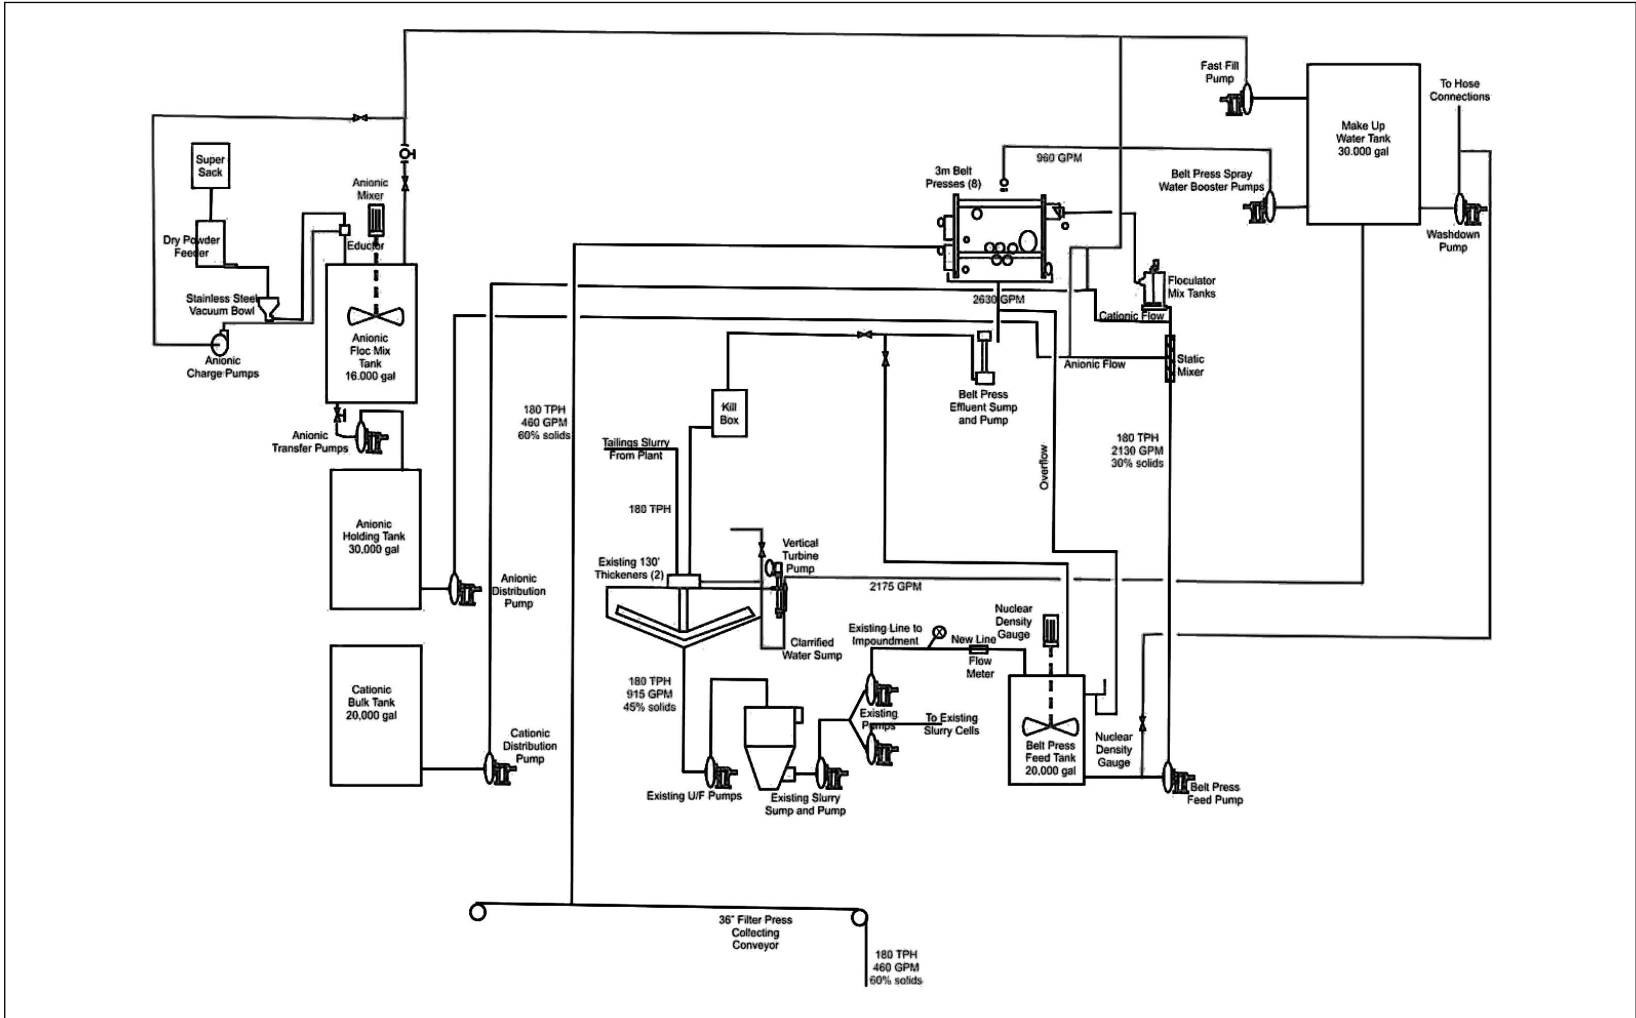 Fast Fill
Pump
To Hose
Connections
Make Up
Water Tank
30.000 gal
Super
Sack
Anionic
Mixer
3m Belt
Presses (8)
960 GPM
Belt Press Spray
Water Booster Pumps
Washdown
Pump
Dry Powder
Feeder
Eductor
Stainless Steel
Vacuum Bowl
Floculator
Mix Tanks
2630 GPM
Cationic Flow
Anionic
Floc Mix
Tank
16.000 gal
Anionic
Charge Pumps
Anionic Flow
Static
Mixer
Belt Press
Effluent Sump
and Pump
Kill
Box
180 TPH
460 GPM
60% solids
Anionic
Transfer Pumps
Tailings Slurry
From Plant
180 TPH
2130 GPM
30% solids
Overflow
180 TPH
Anionic
Holding Tank
30,000 gal
Vertical
Turbine
Pump
Existing 130'
Thickeners (2)
2175 GPM
Anionic
Distribution
Pump
Nuclear
Density
Gauge
Existing Line to
Impoundment
New Line
Flow
Meter
Clarrified
Water Sump
180 TPH
915 GPM
45% solids
Cationic
Bulk Tank
20,000 gal
Existing
Pumps
To Existing
Slurry Cells
Cationic
Distribution
Pump
Belt Press
Feed Tank
20,000 gal
Nuclear
Density
Gauge
Existing U/F Pumps
Existing Slurry
Sump and Pump
Belt Press
Feed Pump
36" Filter Press
Collecting
Conveyor
180 TPH
460 GPM
60% solids